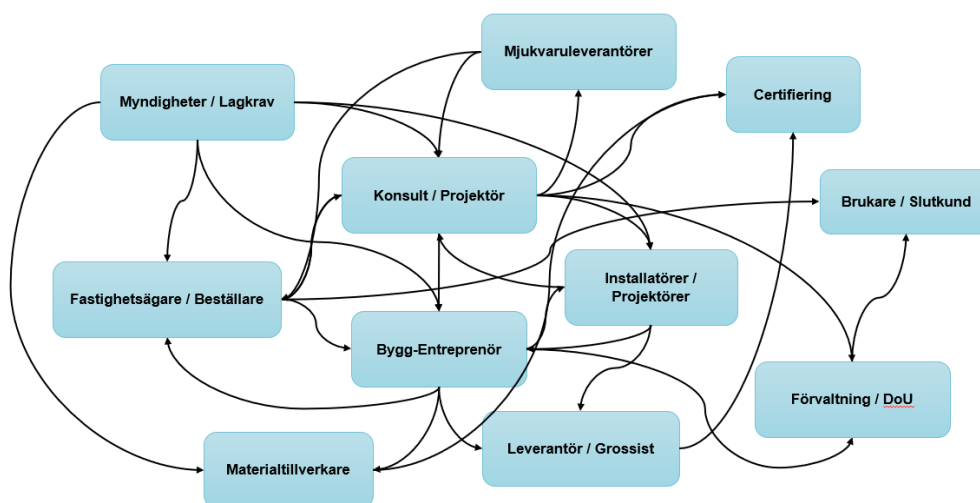 Mjukvaruleverantörer
Myndigheter / Lagkrav
Certifiering
Konsult / Projektör
Brukare / Slutkund
Fastighetsägare / Beställare
Installatörer /
Projektörer
Bygg-Entreprenör
Förvaltning / DoU
Leverantör / Grossist
Materialtillverkare